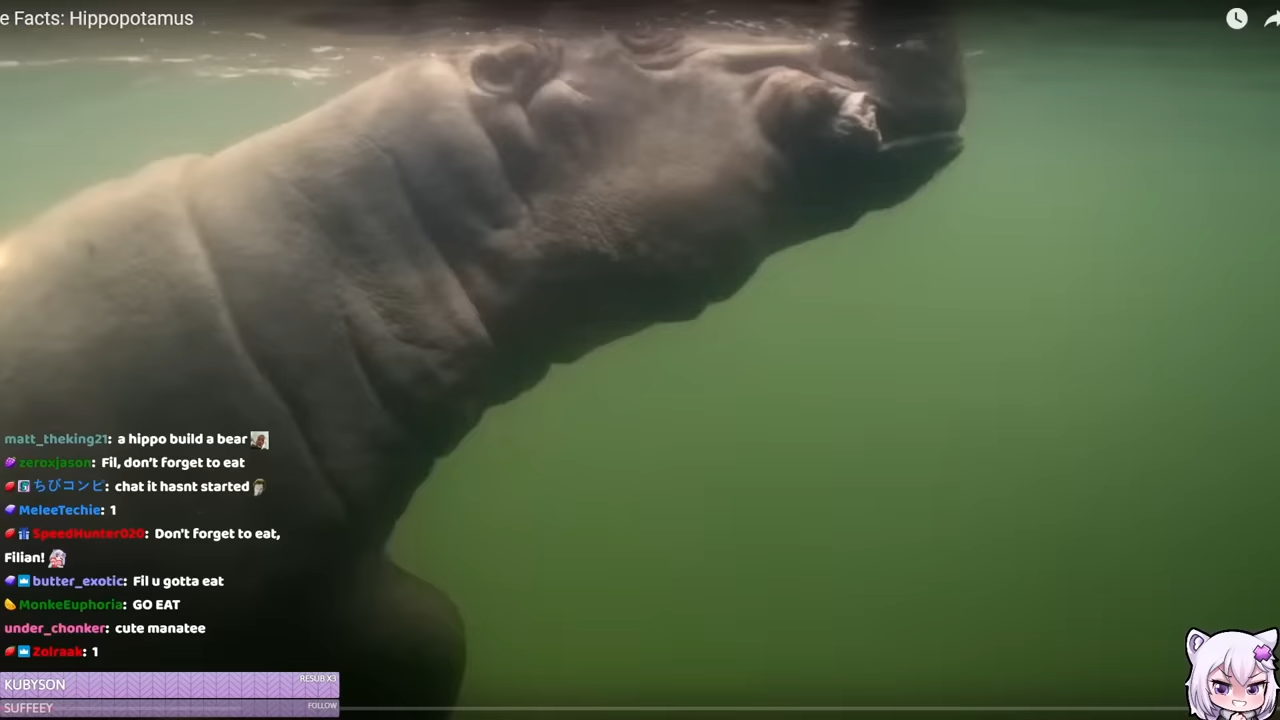 e Facts: Hippopotamus
matt_theking21: a hippo build a bear
zeroxjason: Fil, don't forget to eat
ちびコンビ: chat it hasnt started
MeleeTechie: 1
SpeedHunter020: Don't forget to eat,
Filian!
butter_exotic: Fil u gotta eat
MonkeEuphoria: GO EAT
under_chonker: cute manatee
Zolraak: 1
KUBYSON RESUB X3
SUFFEEY FOLLOW